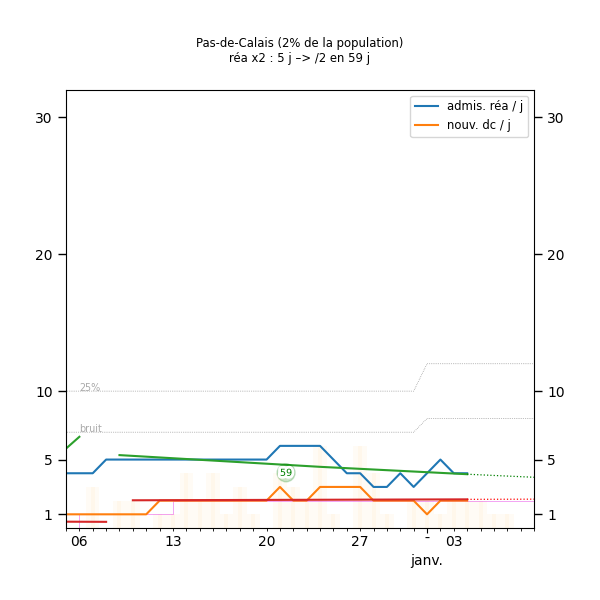 Pas-de-Calais (2% de la population)
réa x2 : 5 j –> /2 en 59 j
admis. réa / j
nouv. dc / j
30 30
20 20
10 10
25%
bruit
5 5
59
1 1
06 13 20 27 - 03
janv.